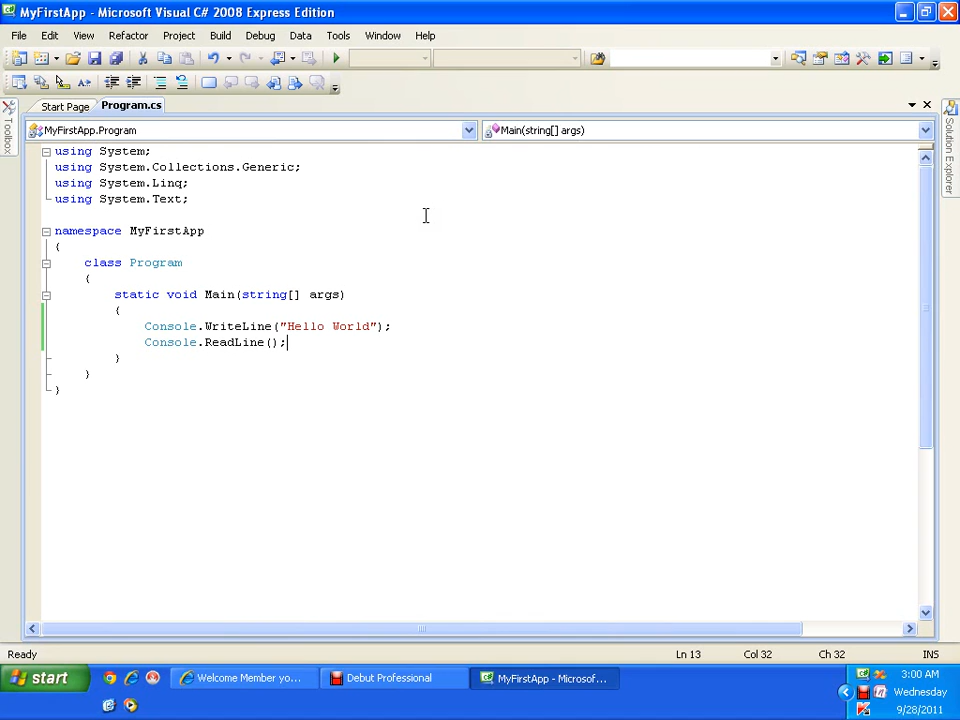 MyFirstApp - Microsoft Visual C# 2008 Express Edition
File Edit View Refactor Project Build Debug Data Tools Window Help
Start Page Program.cs
MyFirstApp.Program Main(string[] args)
Toolbox
Solution Explorer
using System;
using System.Collections.Generic;
using System.Linq;
using System.Text;
namespace MyFirstApp
{
class Program
{
static void Main(string[] args)
{
Console.WriteLine("Hello World");
Console.ReadLine();
}
}
}
Ready Ln 13 Col 32 Ch 32 INS
start Welcome Member yo... Debut Professional MyFirstApp - Microsof... 3:00 AM
Wednesday
9/28/2011